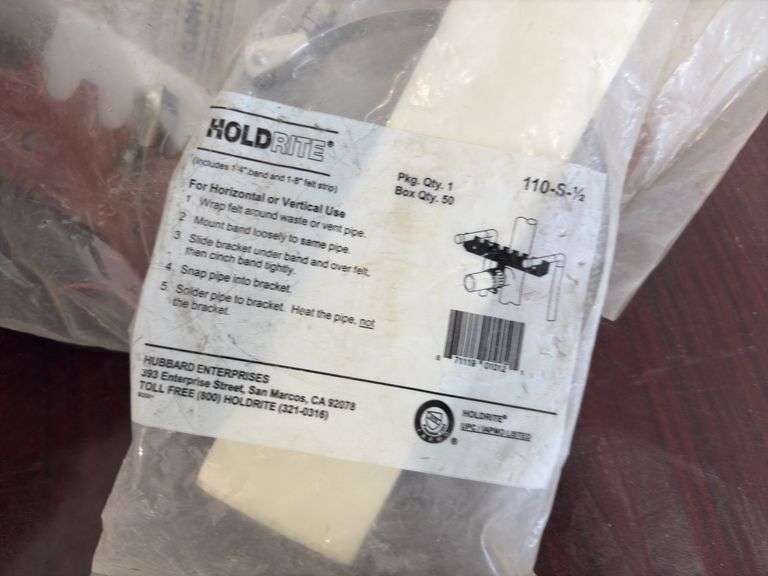 HOLDRITE®
(includes 1-4" band and 1-8" felt strip)
For Horizontal or Vertical Use
1 Wrap felt around waste or vent pipe.
2 Mount band loosely to same pipe.
3 Slide bracket under band and over felt, then cinch band tightly.
4 Snap pipe into bracket.
5 Solder pipe to bracket. Heat the pipe, not the bracket.
Pkg. Qty. 1
Box Qty. 50
110-S-½
HUBBARD ENTERPRISES
393 Enterprise Street, San Marcos, CA 92078
TOLL FREE (800) HOLDRITE (321-0316)
HOLDRITE®
UPC / IAPMO LISTED